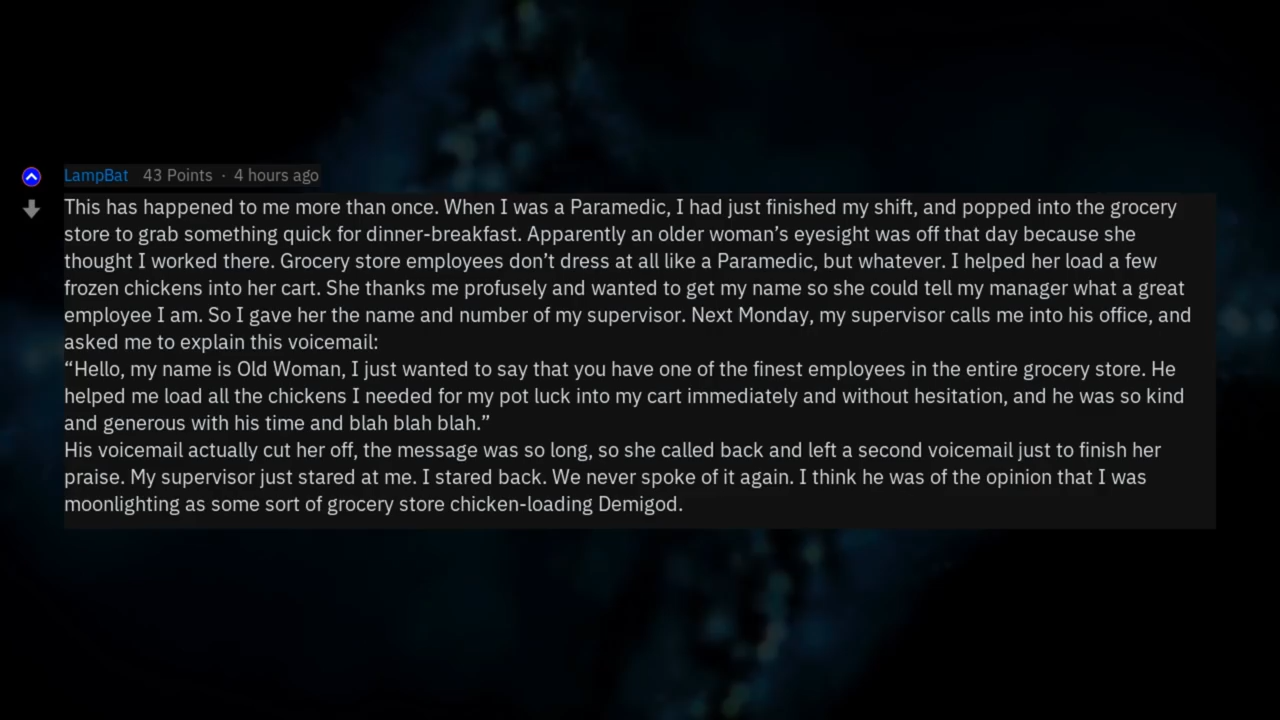 LampBat 43 Points · 4 hours ago
This has happened to me more than once. When I was a Paramedic, I had just finished my shift, and popped into the grocery
store to grab something quick for dinner-breakfast. Apparently an older woman’s eyesight was off that day because she
thought I worked there. Grocery store employees don’t dress at all like a Paramedic, but whatever. I helped her load a few
frozen chickens into her cart. She thanks me profusely and wanted to get my name so she could tell my manager what a great
employee I am. So I gave her the name and number of my supervisor. Next Monday, my supervisor calls me into his office, and
asked me to explain this voicemail:
“Hello, my name is Old Woman, I just wanted to say that you have one of the finest employees in the entire grocery store. He
helped me load all the chickens I needed for my pot luck into my cart immediately and without hesitation, and he was so kind
and generous with his time and blah blah blah.”
His voicemail actually cut her off, the message was so long, so she called back and left a second voicemail just to finish her
praise. My supervisor just stared at me. I stared back. We never spoke of it again. I think he was of the opinion that I was
moonlighting as some sort of grocery store chicken-loading Demigod.